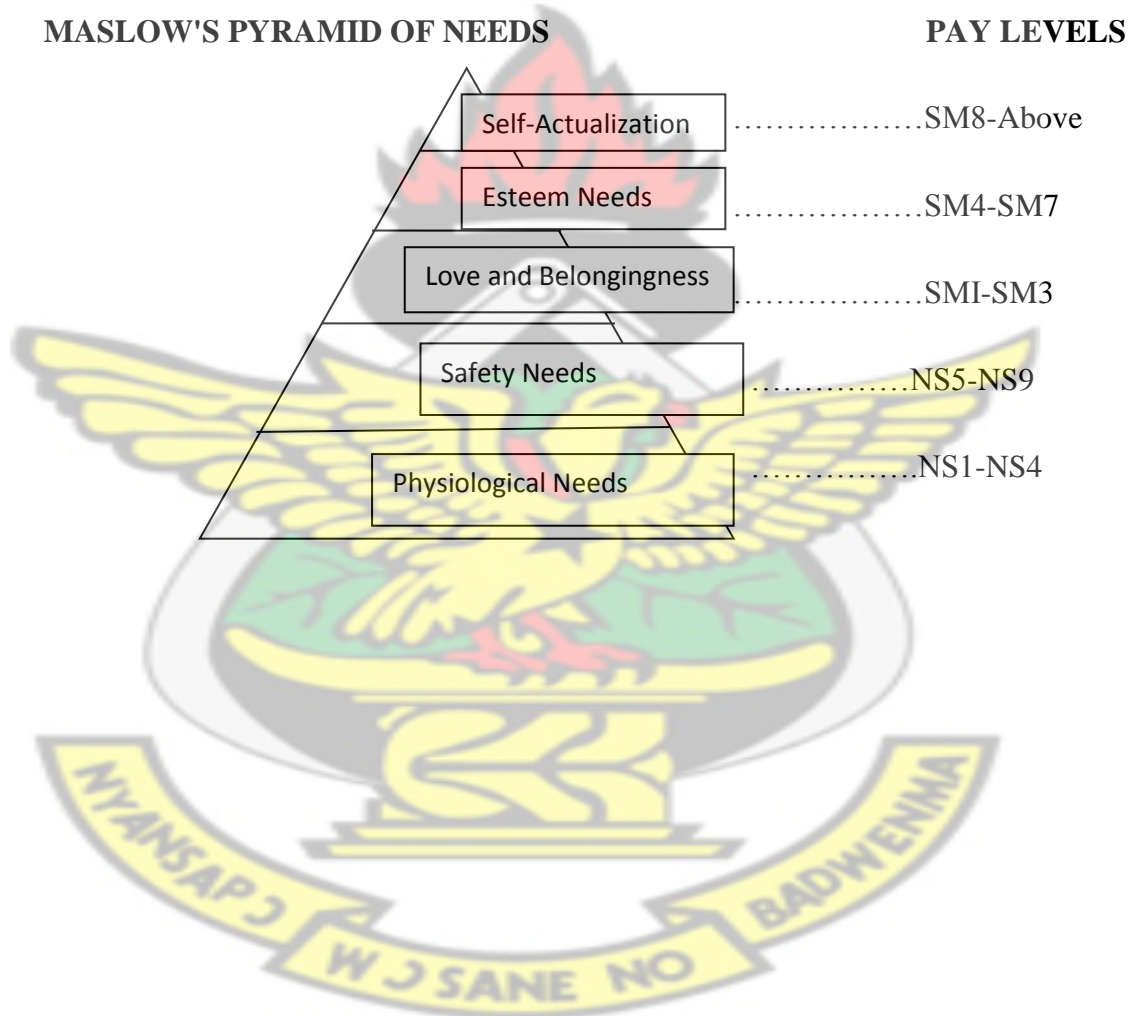 MASLOW'S PYRAMID OF NEEDS PAY LEVELS
Self-Actualization ………………SM8-Above
Esteem Needs ………………SM4-SM7
Love and Belongingness ………………SMI-SM3
Safety Needs ……………NS5-NS9
Physiological Needs …………….NS1-NS4
NYANSAPƆ WƆSANE NO BADWENMA